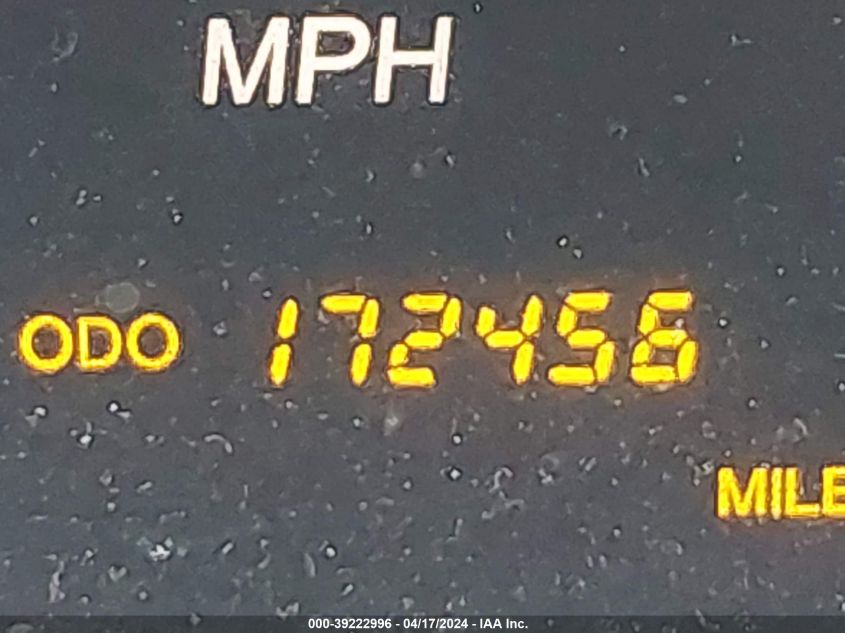 MPH
ODO 172456
MILE
000-39222996 - 04/17/2024 - IAA Inc.